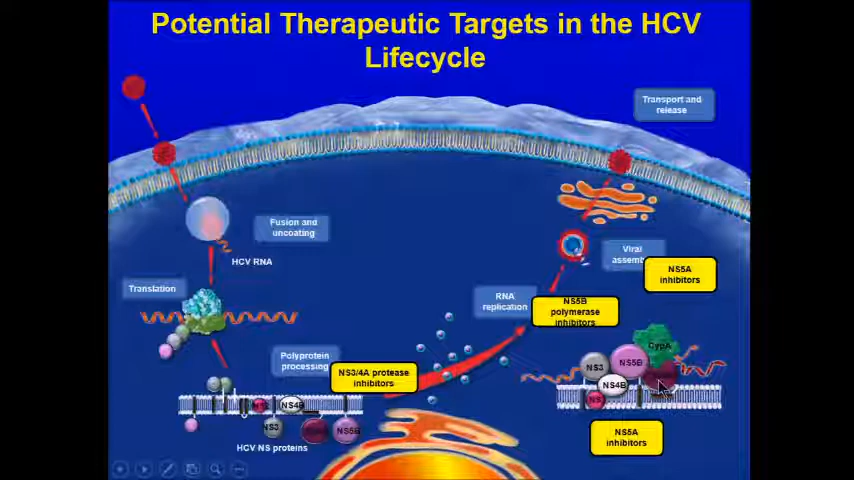 Potential Therapeutic Targets in the HCV
Lifecycle
Transport and
release
Fusion and
uncoating
HCV RNA
Viral
NS5A
inhibitors
Translation
RNA
replication
NS5B
polymerase
inhibitors
Polyprotein
processing
NS3/4A protease
inhibitors
CypA
NS3
NS5B
NS4B
NS4B
NS3
NS5B
HCV NS proteins
NS5A
inhibitors